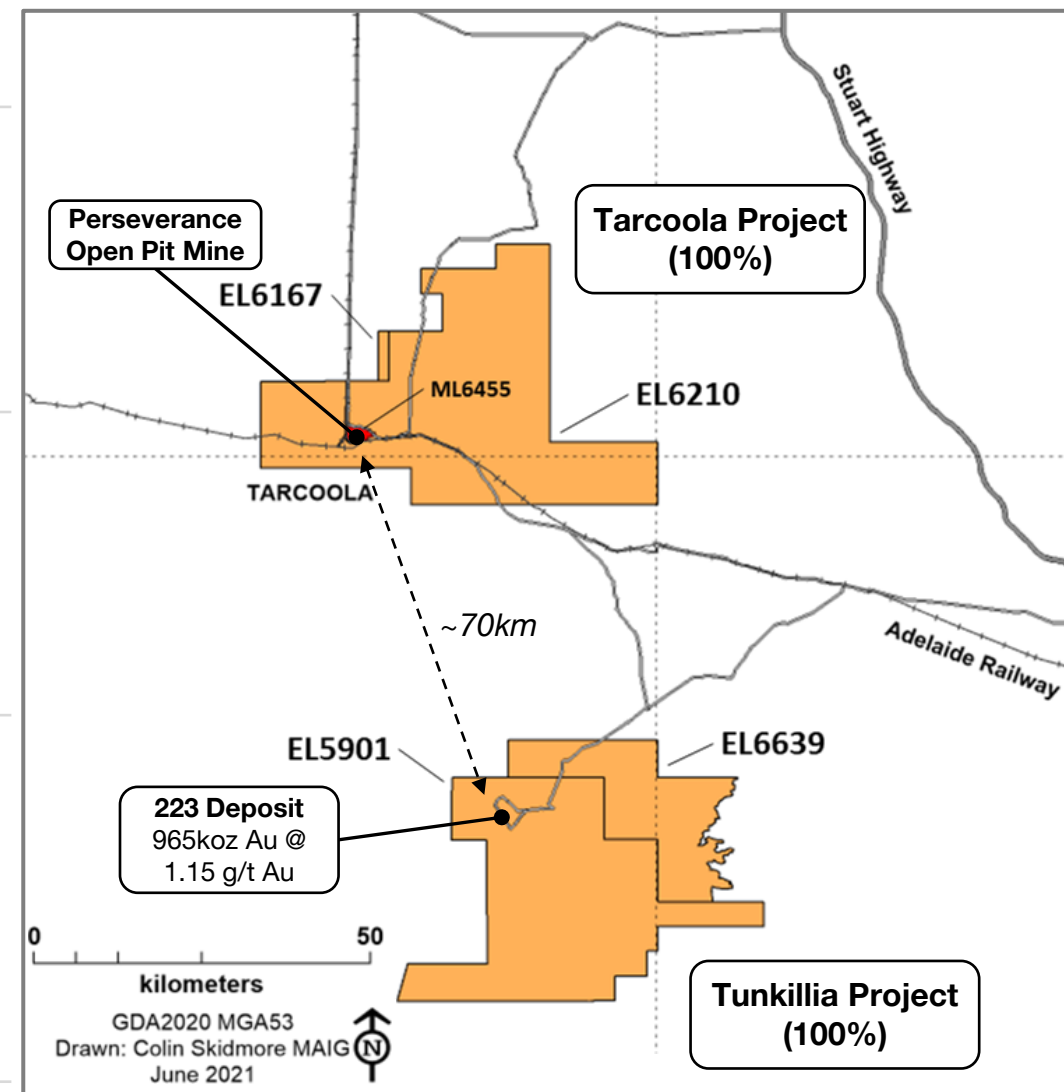 Stuart Highway
Perseverance
Open Pit Mine
Tarcoola Project
(100%)
EL6167
ML6455
EL6210
TARCOOLA
~70km
Adelaide Railway
EL5901
EL6639
223 Deposit
965koz Au @
1.15 g/t Au
0 50
kilometers
GDA2020 MGA53
Drawn: Colin Skidmore MAIG
June 2021
N
Tunkillia Project
(100%)